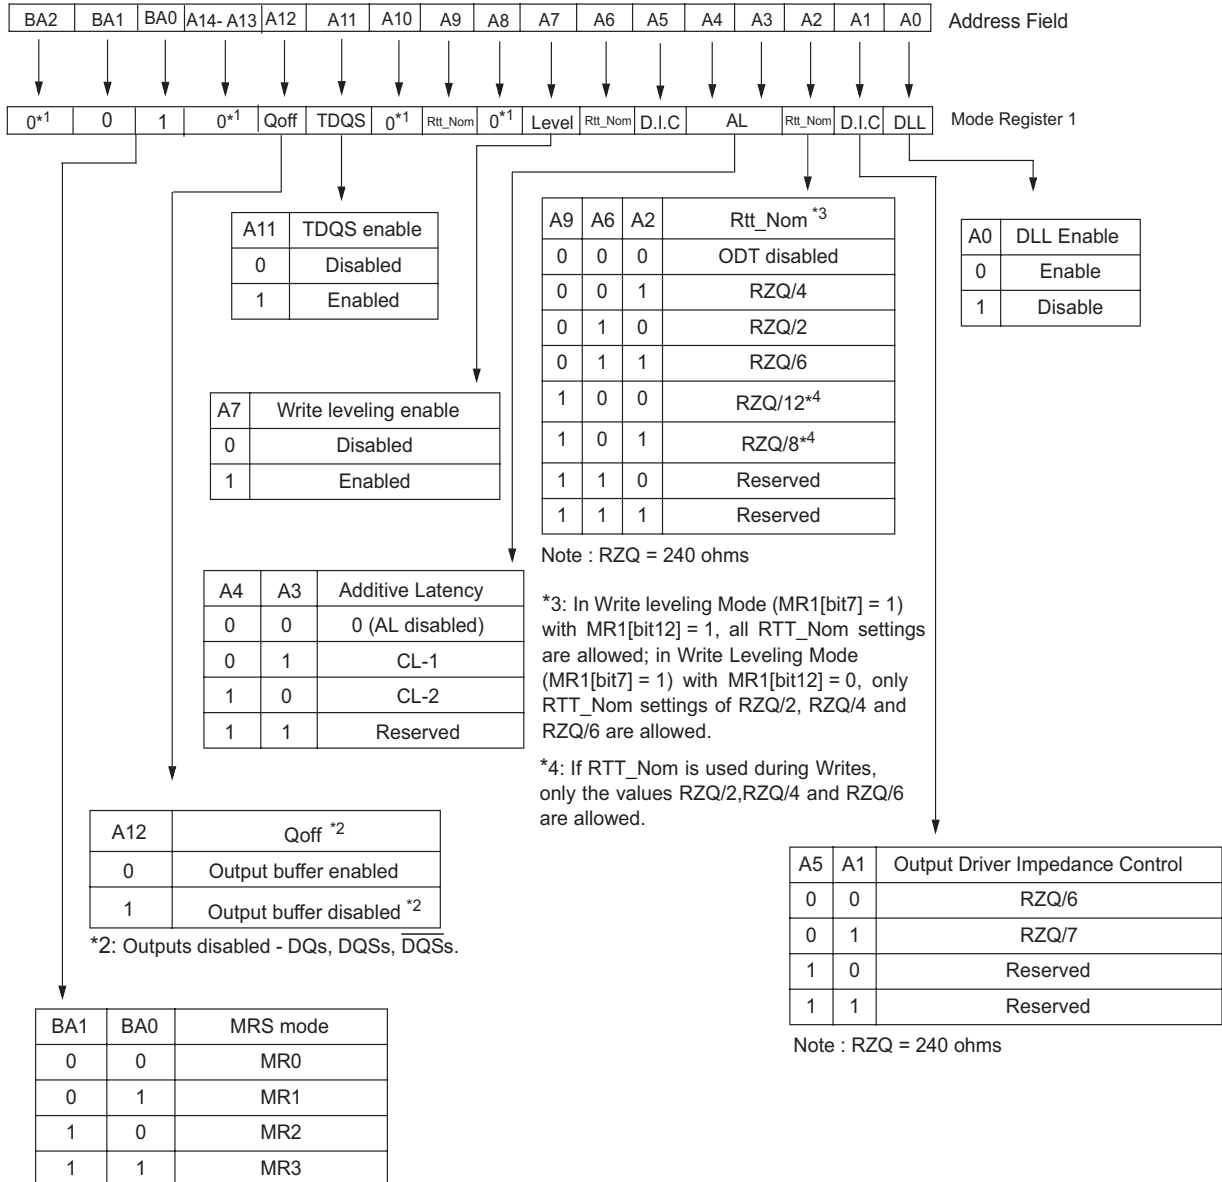 BA2 BA1 BA0 A14- A13 A12 A11 A10 A9 A8 A7 A6 A5 A4 A3 A2 A1 A0 Address Field
0*1 0 1 0*1 Qoff TDQS 0*1 Rtt_Nom 0*1 Level Rtt_Nom D.I.C AL Rtt_Nom D.I.C DLL Mode Register 1
A11 TDQS enable
0 Disabled
1 Enabled
A9 A6 A2 Rtt_Nom *3
0 0 0 ODT disabled
0 0 1 RZQ/4
0 1 0 RZQ/2
0 1 1 RZQ/6
1 0 0 RZQ/12*4
1 0 1 RZQ/8*4
1 1 0 Reserved
1 1 1 Reserved
Note : RZQ = 240 ohms
A0 DLL Enable
0 Enable
1 Disable
A7 Write leveling enable
0 Disabled
1 Enabled
A4 A3 Additive Latency
0 0 0 (AL disabled)
0 1 CL-1
1 0 CL-2
1 1 Reserved
*3: In Write leveling Mode (MR1[bit7] = 1)
with MR1[bit12] = 1, all RTT_Nom settings
are allowed; in Write Leveling Mode
(MR1[bit7] = 1) with MR1[bit12] = 0, only
RTT_Nom settings of RZQ/2, RZQ/4 and
RZQ/6 are allowed.
*4: If RTT_Nom is used during Writes,
only the values RZQ/2,RZQ/4 and RZQ/6
are allowed.
A12 Qoff *2
0 Output buffer enabled
1 Output buffer disabled *2
*2: Outputs disabled - DQs, DQSs, D̅Q̅S̅s.
A5 A1 Output Driver Impedance Control
0 0 RZQ/6
0 1 RZQ/7
1 0 Reserved
1 1 Reserved
Note : RZQ = 240 ohms
BA1 BA0 MRS mode
0 0 MR0
0 1 MR1
1 0 MR2
1 1 MR3